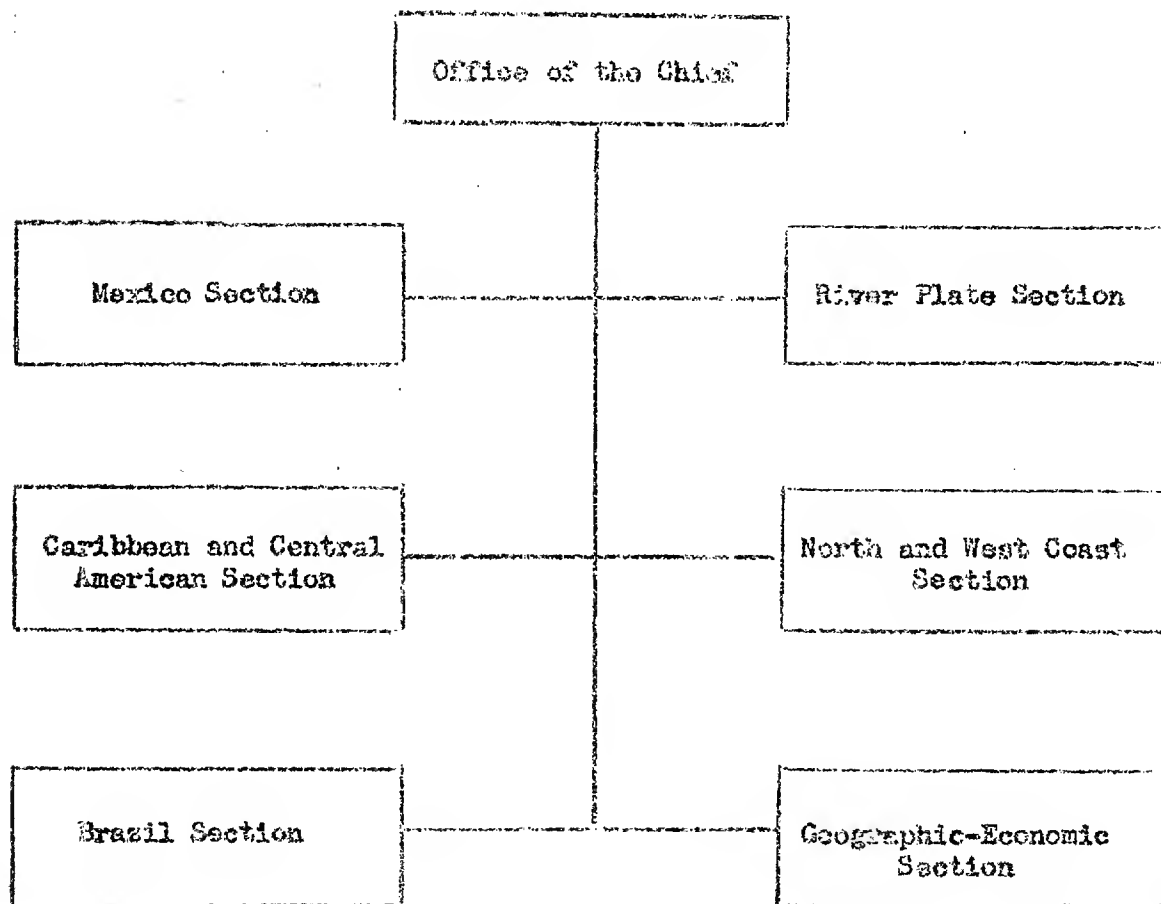 Office of the Chief
Mexico Section
River Plate Section
Caribbean and Central
American Section
North and West Coast
Section
Brazil Section
Geographic-Economic
Section